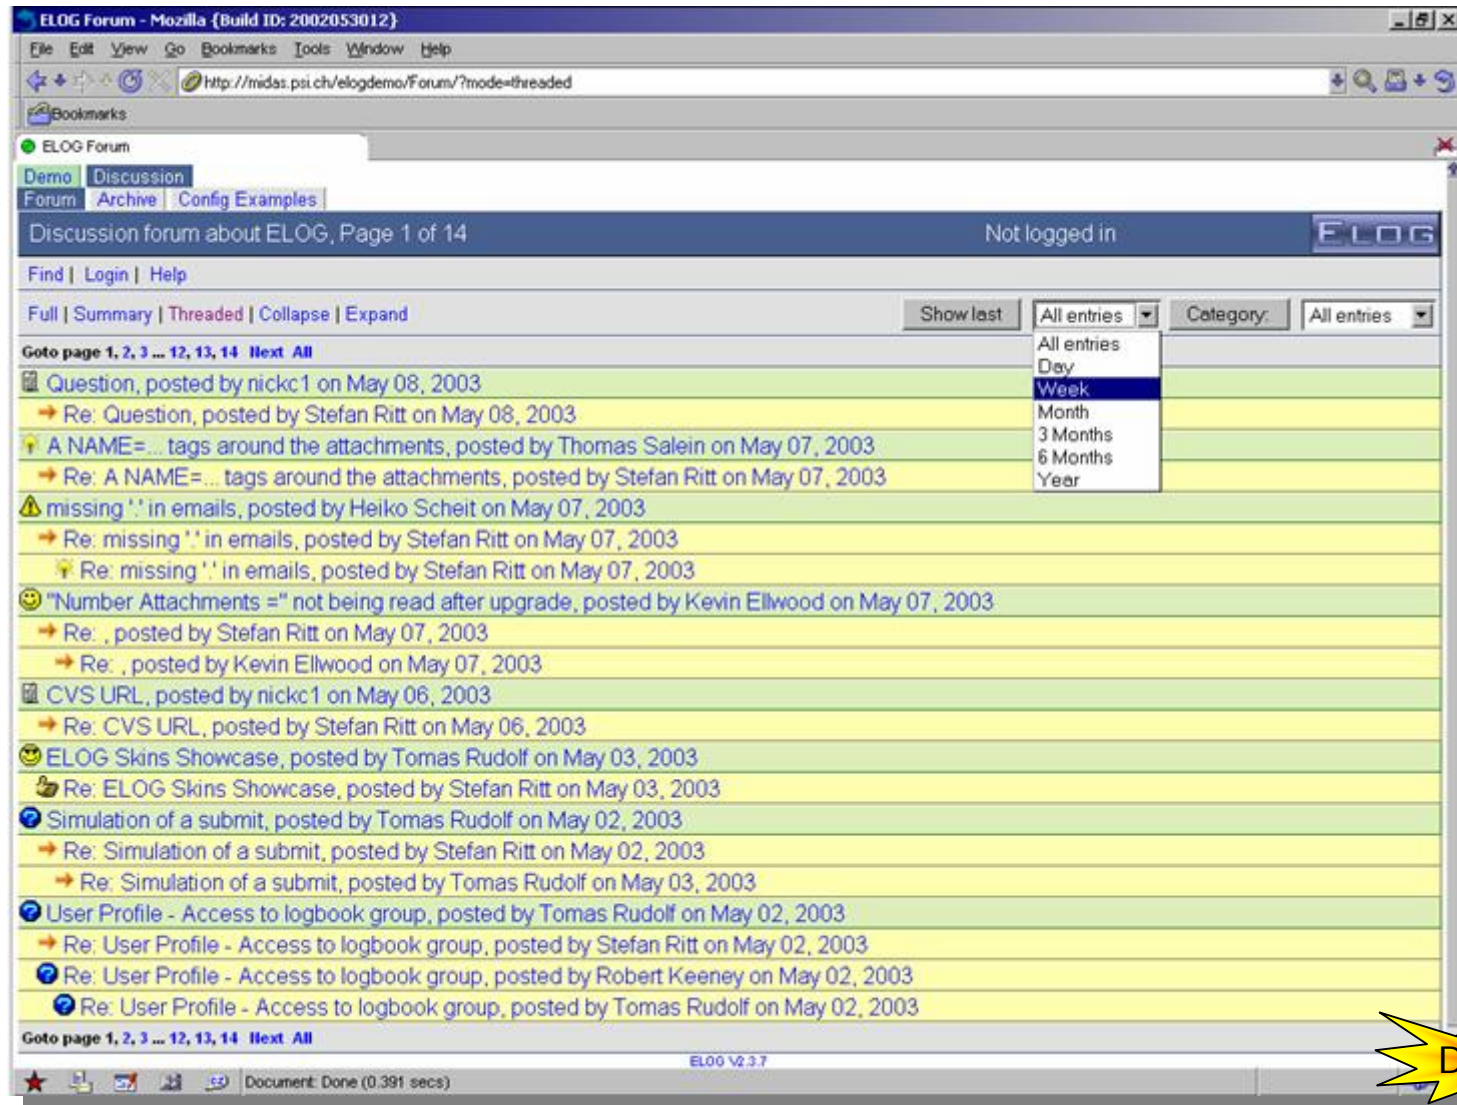 ELOG Forum - Mozilla {Build ID: 2002053012}
File Edit View Go Bookmarks Tools Window Help
http://midas.psi.ch/elogdemo/Forum/?mode=threaded
Bookmarks
ELOG Forum
Demo Discussion
Forum Archive Config Examples
Discussion forum about ELOG, Page 1 of 14 Not logged in ELOG
Find | Login | Help
Full | Summary | Threaded | Collapse | Expand Show last All entries Category: All entries
Goto page 1, 2, 3 ... 12, 13, 14 Next All
All entries
Day
Week
Month
3 Months
6 Months
Year
Question, posted by nickc1 on May 08, 2003
Re: Question, posted by Stefan Ritt on May 08, 2003
A NAME=... tags around the attachments, posted by Thomas Salein on May 07, 2003
Re: A NAME=... tags around the attachments, posted by Stefan Ritt on May 07, 2003
missing '.' in emails, posted by Heiko Scheit on May 07, 2003
Re: missing '.' in emails, posted by Stefan Ritt on May 07, 2003
Re: missing '.' in emails, posted by Stefan Ritt on May 07, 2003
"Number Attachments =" not being read after upgrade, posted by Kevin Ellwood on May 07, 2003
Re: , posted by Stefan Ritt on May 07, 2003
Re: , posted by Kevin Ellwood on May 07, 2003
CVS URL, posted by nickc1 on May 06, 2003
Re: CVS URL, posted by Stefan Ritt on May 06, 2003
ELOG Skins Showcase, posted by Tomas Rudolf on May 03, 2003
Re: ELOG Skins Showcase, posted by Stefan Ritt on May 03, 2003
Simulation of a submit, posted by Tomas Rudolf on May 02, 2003
Re: Simulation of a submit, posted by Stefan Ritt on May 02, 2003
Re: Simulation of a submit, posted by Tomas Rudolf on May 03, 2003
User Profile - Access to logbook group, posted by Tomas Rudolf on May 02, 2003
Re: User Profile - Access to logbook group, posted by Stefan Ritt on May 02, 2003
Re: User Profile - Access to logbook group, posted by Robert Keeney on May 02, 2003
Re: User Profile - Access to logbook group, posted by Tomas Rudolf on May 02, 2003
Goto page 1, 2, 3 ... 12, 13, 14 Next All
ELOG V2.3.7
Document: Done (0.391 secs)